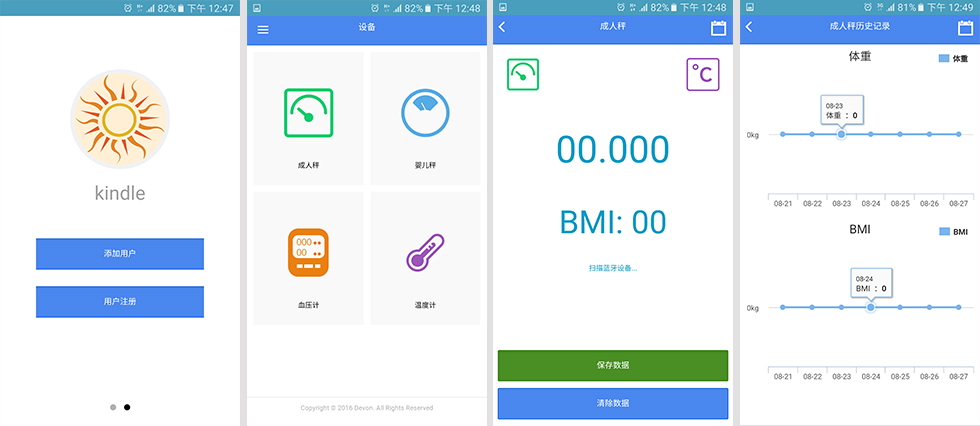 82% 下午 12:47
kindle
添加用户
用户注册
82% 下午 12:48
设备
成人秤
婴儿秤
000
00
血压计
温度计
Copyright © 2016 Devon. All Rights Reserved
82% 下午 12:48
成人秤
°C
00.000
BMI: 00
扫描蓝牙设备...
保存数据
清除数据
81% 下午 12:49
成人秤历史记录
体重
体重
08-23
体重 : 0
0kg
08-21 08-22 08-23 08-24 08-25 08-26 08-27
BMI
BMI
08-24
BMI : 0
0kg
08-21 08-22 08-23 08-24 08-25 08-26 08-27